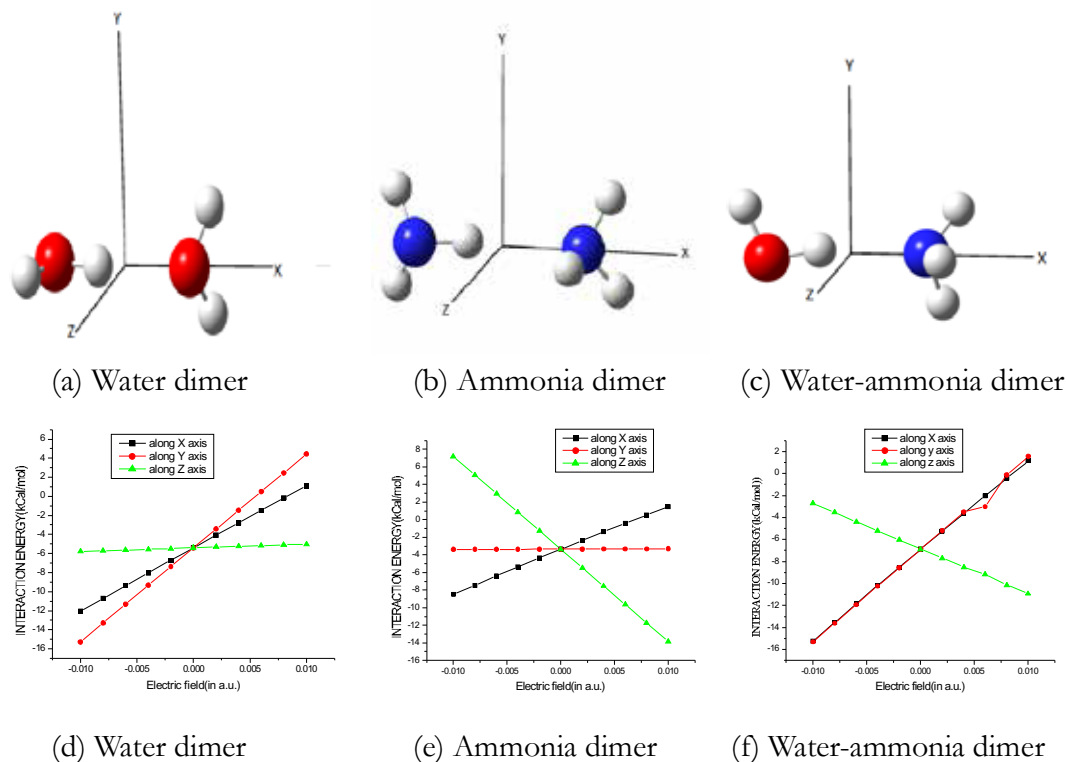 Y
X
Z
Y
X
Z
Y
X
Z
(a) Water dimer
(b) Ammonia dimer
(c) Water-ammonia dimer
along X axis
along Y axis
along Z axis
6
4
2
0
-2
-4
-6
-8
-10
-12
-14
-16
INTERACTION ENERGY(kCal/mol)
-0.010
-0.005
0.000
0.005
0.010
Electric field(in a.u.)
along X axis
along Y axis
along Z axis
10
8
6
4
2
0
-2
-4
-6
-8
-10
-12
-14
-16
INTERACTION ENERGY(kCal/mol)
-0.010
-0.005
0.000
0.005
0.010
Electric field(in a.u.)
along X axis
along y axis
along z axis
2
0
-2
-4
-6
-8
-10
-12
-14
-16
INTERACTION ENERGY(kCal/mol))
-0.010
-0.005
0.000
0.005
0.010
Electric field(in a.u.)
(d) Water dimer
(e) Ammonia dimer
(f) Water-ammonia dimer